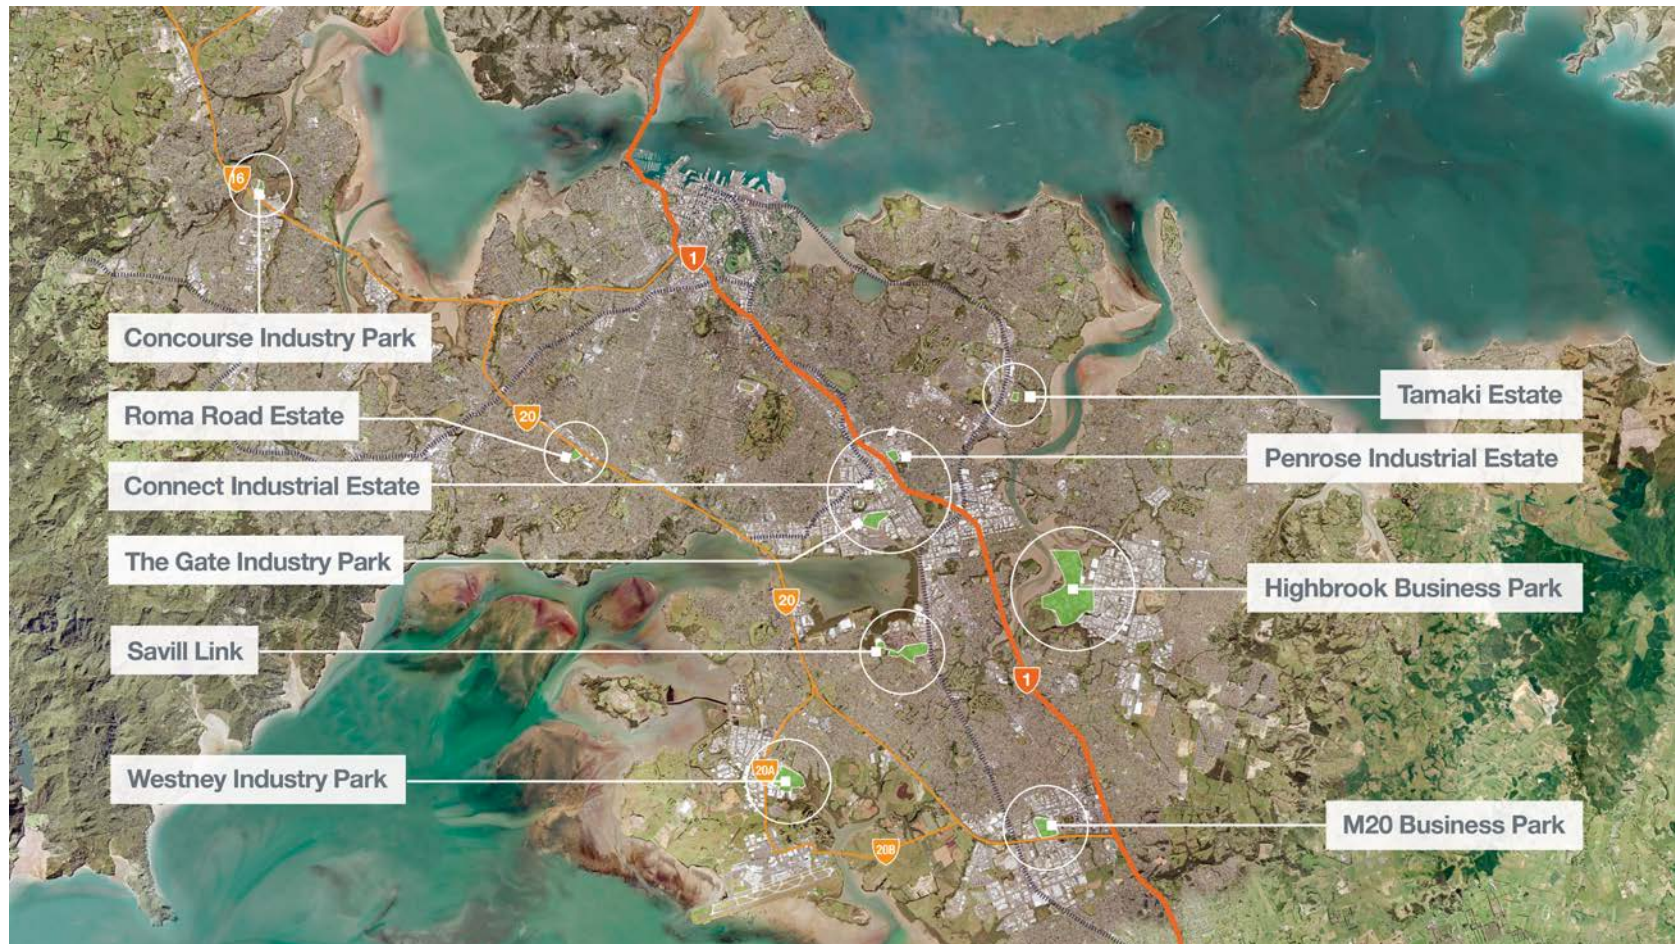 16
1
Concourse Industry Park
Roma Road Estate
20
Tamaki Estate
Connect Industrial Estate
Penrose Industrial Estate
The Gate Industry Park
20
Highbrook Business Park
Savill Link
1
Westney Industry Park
20A
M20 Business Park
20B